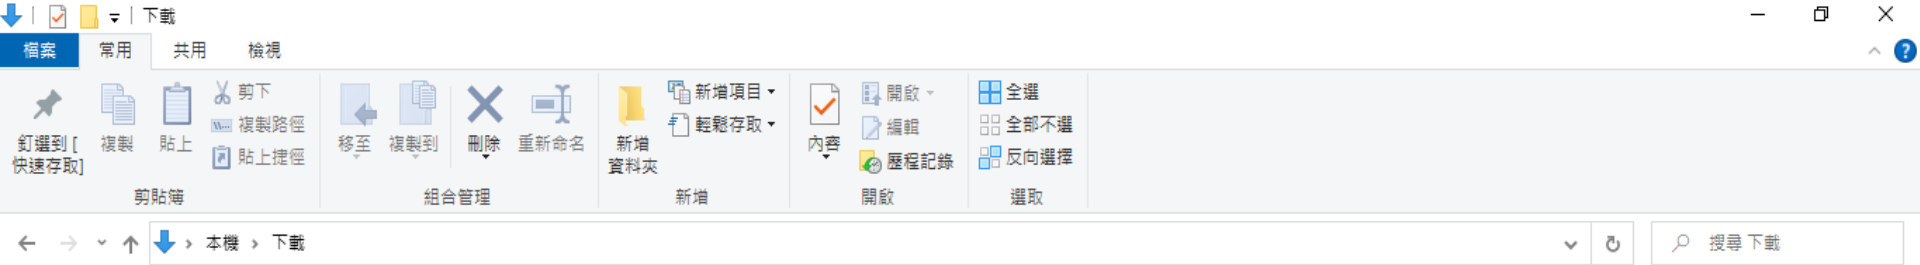 下載
檔案 常用 共用 檢視
釘選到 [
快速存取]
複製
貼上
剪下
複製路徑
貼上捷徑
剪貼簿
移至
複製到
刪除
重新命名
組合管理
新增
資料夾
新增項目
輕鬆存取
新增
內容
開啟
編輯
歷程記錄
開啟
全選
全部不選
反向選擇
選取
本機 › 下載
搜尋 下載